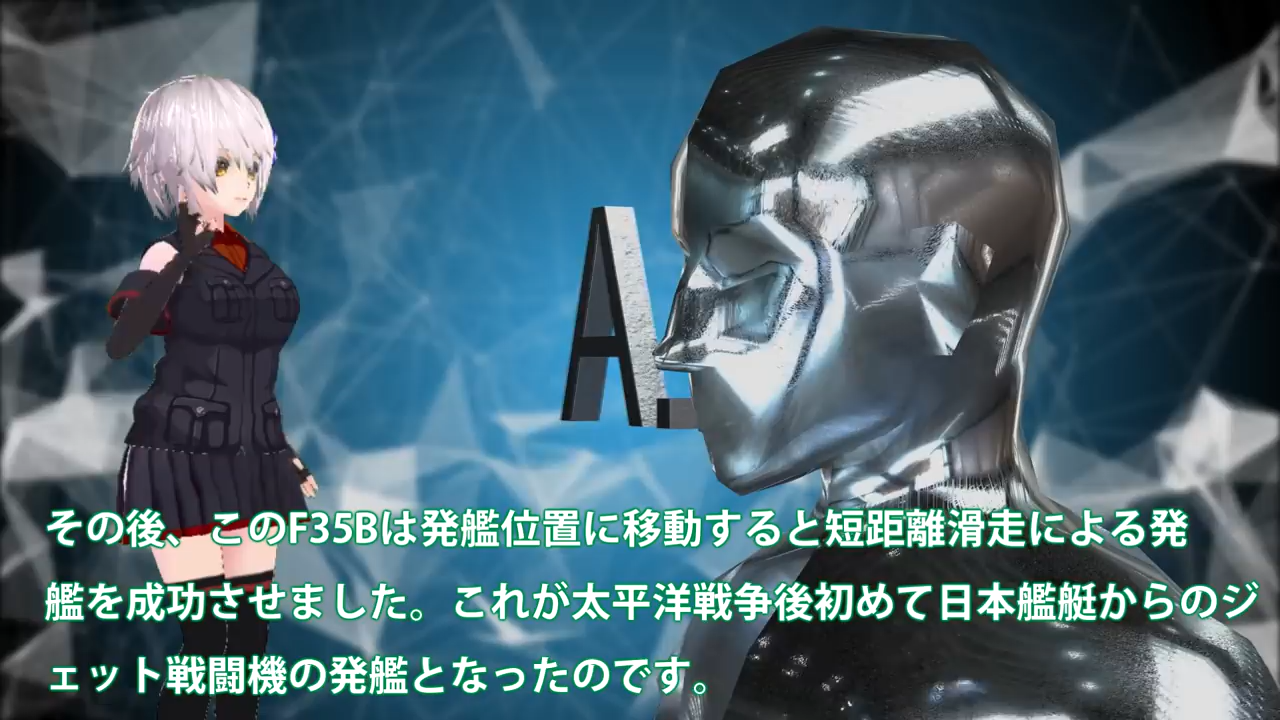 A
その後、このF35Bは発艦位置に移動すると短距離滑走による発
艦を成功させました。これが太平洋戦争後初めて日本艦艇からのジ
ェット戦闘機の発艦となったのです。